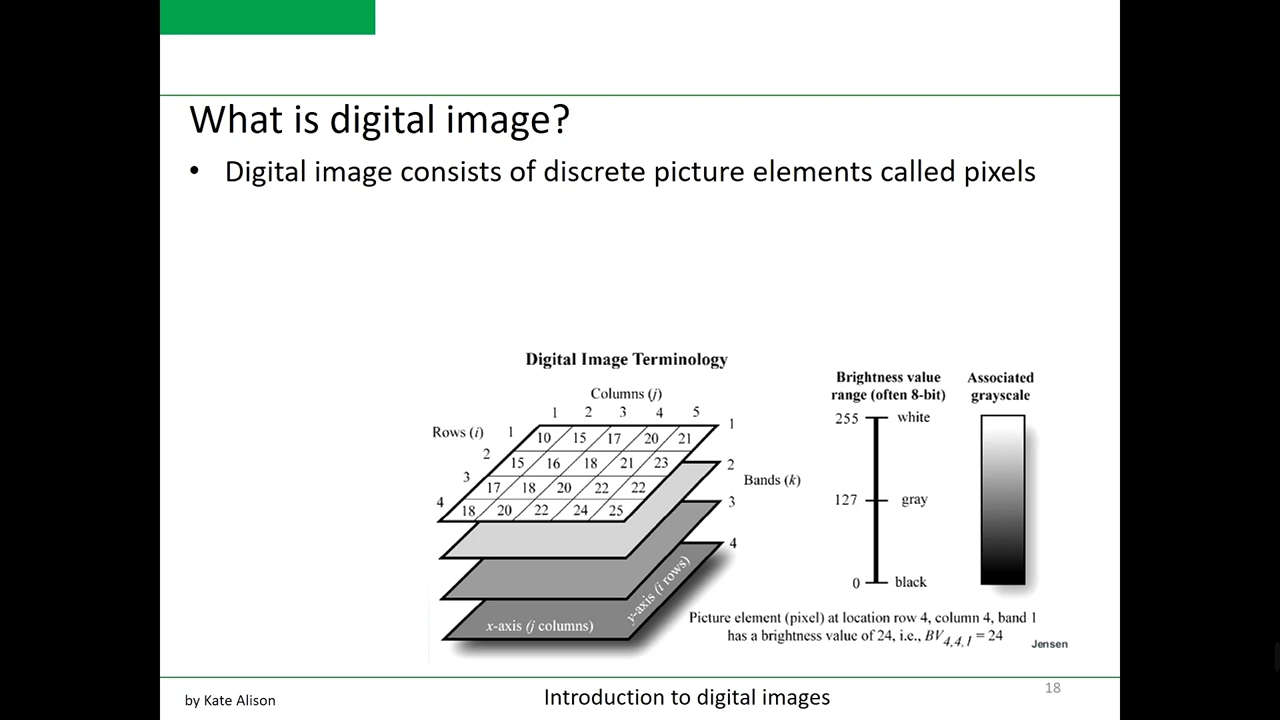 What is digital image?
• Digital image consists of discrete picture elements called pixels
Digital Image Terminology
Columns (j)
1 2 3 4 5
Rows (i)
1 10 15 17 20 21
2 15 16 18 21 23
3 17 18 20 22 22
4 18 20 22 24 25
1
2
Bands (k)
3
4
x-axis (j columns)
y-axis (i rows)
Brightness value
range (often 8-bit)
255 white
127 gray
0 black
Associated
grayscale
Picture element (pixel) at location row 4, column 4, band 1
has a brightness value of 24, i.e., BV4,4,1 = 24
Jensen
by Kate Alison
Introduction to digital images
18